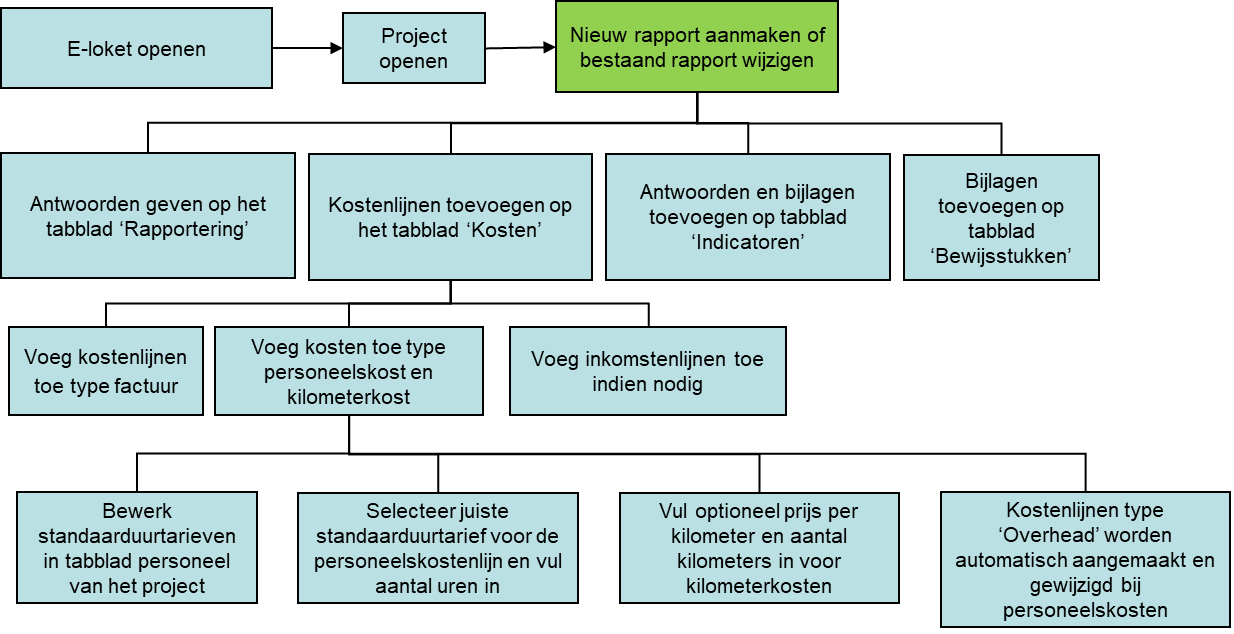 E-loket openen
Project
openen
Nieuw rapport aanmaken of
bestaand rapport wijzigen
Antwoorden geven op het
tabblad ‘Rapportering’
Kostenlijnen toevoegen op
het tabblad ‘Kosten’
Antwoorden en bijlagen
toevoegen op tabblad
‘Indicatoren’
Bijlagen
toevoegen op
tabblad
‘Bewijsstukken’
Voeg kostenlijnen
toe type factuur
Voeg kosten toe type
personeelskost en
kilometerkost
Voeg inkomstenlijnen toe
indien nodig
Bewerk
standaarduurtarieven
in tabblad personeel
van het project
Selecteer juiste
standaarduurtarief voor de
personeelskostenlijn en vul
aantal uren in
Vul optioneel prijs per
kilometer en aantal
kilometers in voor
kilometerkosten
Kostenlijnen type
‘Overhead’ worden
automatisch aangemaakt en
gewijzigd bij
personeelskosten